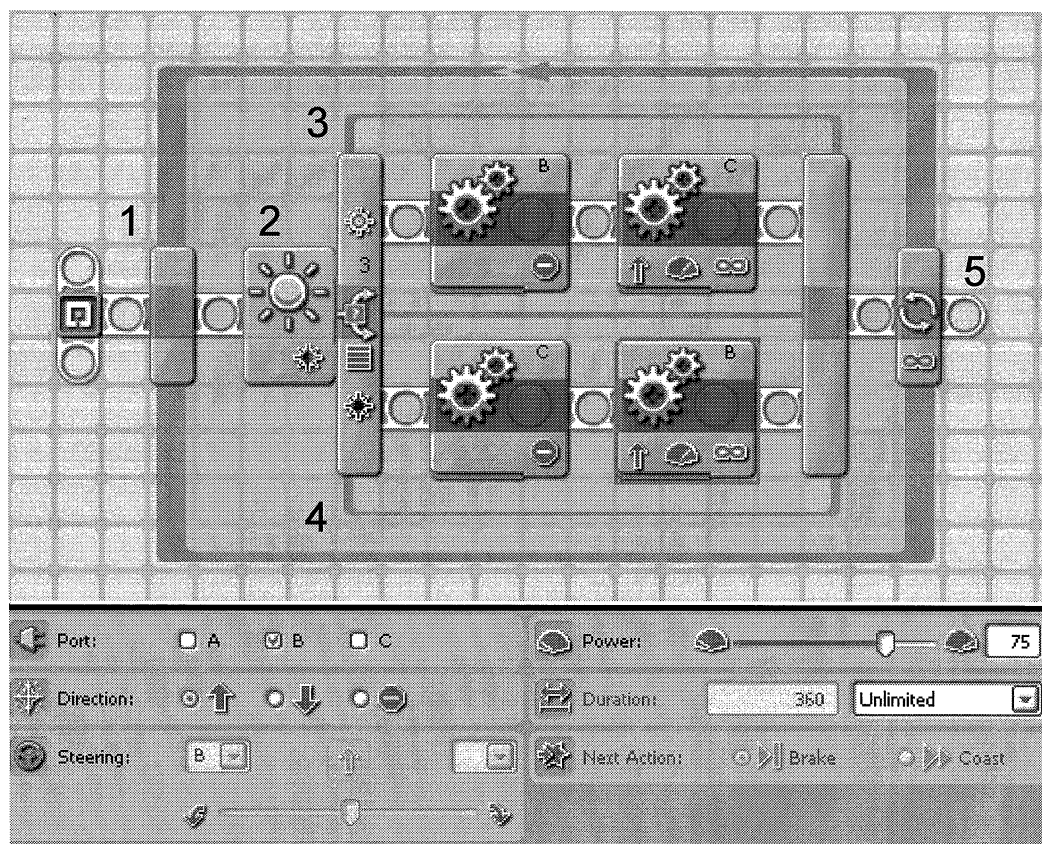 3
B C
1 2
3
5
C B
4
Port: A B C Power: 75
Direction: Duration: 360 Unlimited
Steering: B Next Action: Brake Coast